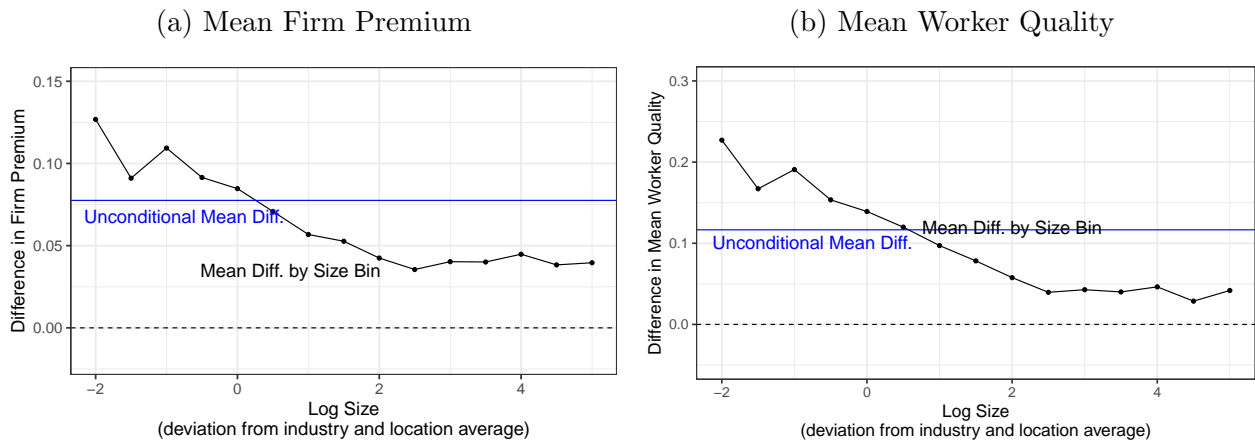 (a) Mean Firm Premium
Difference in Firm Premium
0.15
0.10
0.05
0.00
Unconditional Mean Diff.
Mean Diff. by Size Bin
−2
0
2
4
Log Size
(deviation from industry and location average)
(b) Mean Worker Quality
Difference in Mean Worker Quality
0.3
0.2
0.1
0.0
Mean Diff. by Size Bin
Unconditional Mean Diff.
−2
0
2
4
Log Size
(deviation from industry and location average)